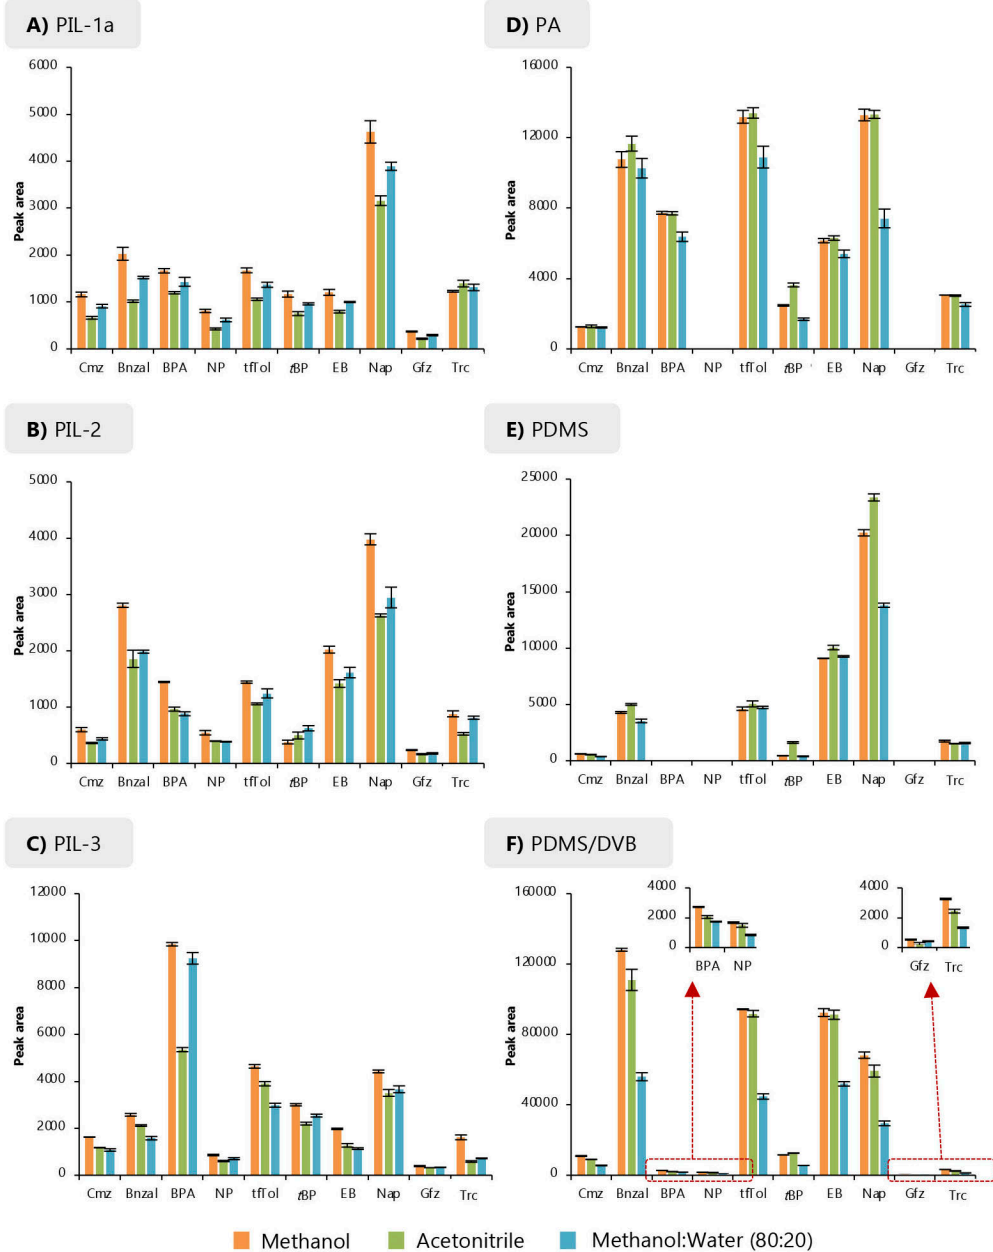 A) PIL-1a
6000
5000
4000
3000
2000
1000
0
Peak area
Cmz Bnzal BPA NP tfTol tBP EB Nap Gfz Trc
D) PA
16000
12000
8000
4000
0
Peak area
Cmz Bnzal BPA NP tfTol tBP EB Nap Gfz Trc
B) PIL-2
5000
4000
3000
2000
1000
0
Peak area
Cmz Bnzal BPA NP tfTol tBP EB Nap Gfz Trc
E) PDMS
25000
20000
15000
10000
5000
0
Peak area
Cmz Bnzal BPA NP tfTol tBP EB Nap Gfz Trc
C) PIL-3
12000
10000
8000
6000
4000
2000
0
Peak area
Cmz Bnzal BPA NP tfTol tBP EB Nap Gfz Trc
F) PDMS/DVB
160000
120000
80000
40000
0
Peak area
4000
2000
0
BPA NP
4000
2000
0
Gfz Trc
Cmz Bnzal BPA NP tfTol tBP EB Nap Gfz Trc
Methanol Acetonitrile Methanol:Water (80:20)